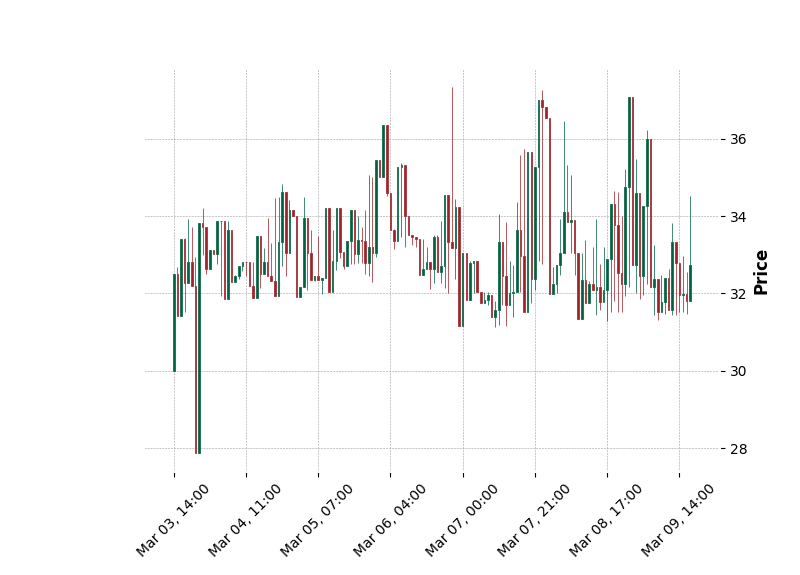 36
34
32
30
28
Price
Mar 03, 14:00
Mar 04, 11:00
Mar 05, 07:00
Mar 06, 04:00
Mar 07, 00:00
Mar 07, 21:00
Mar 08, 17:00
Mar 09, 14:00